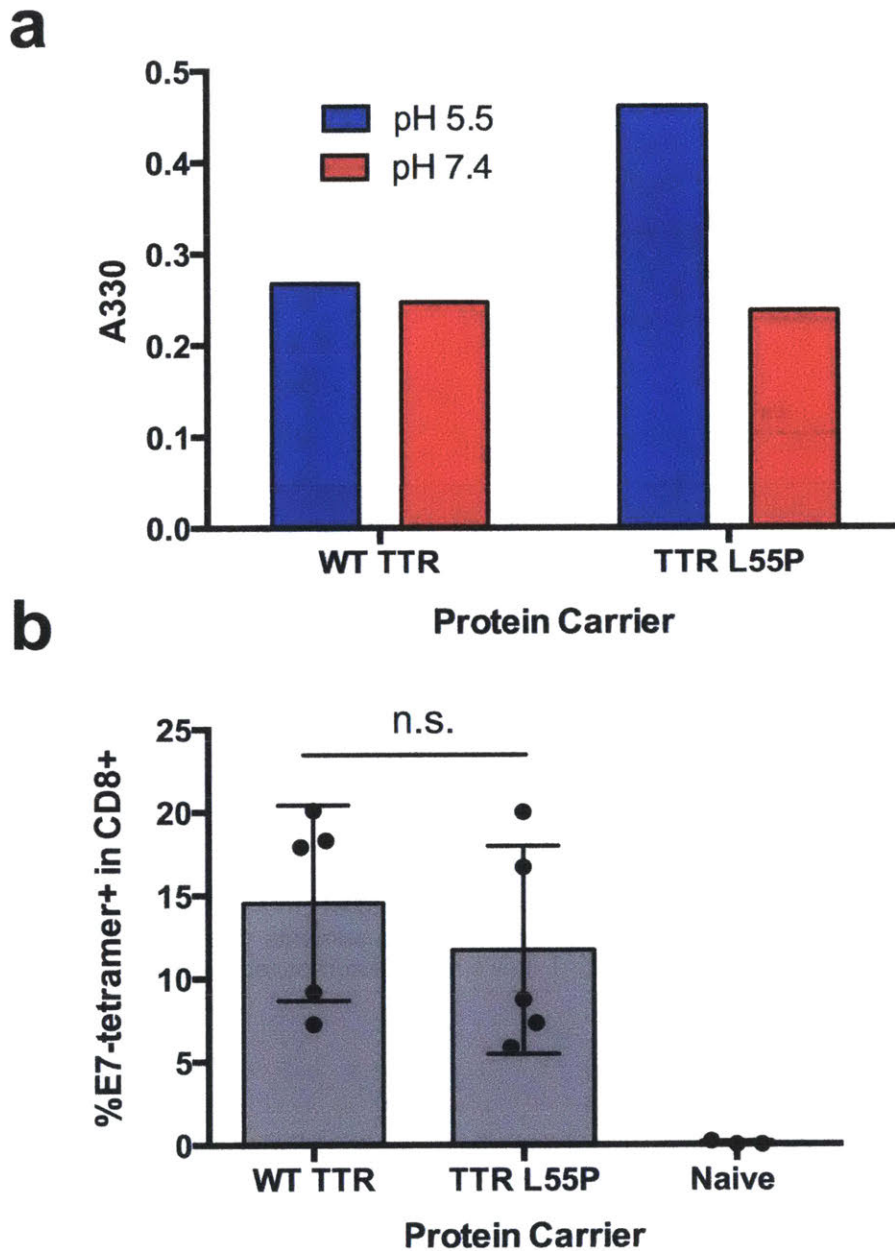 a
0.5
0.4
0.3
0.2
0.1
0.0
A330
pH 5.5
pH 7.4
WT TTR TTR L55P
Protein Carrier
b
25
20
15
10
5
0
%E7-tetramer+ in CD8+
n.s.
WT TTR TTR L55P Naive
Protein Carrier